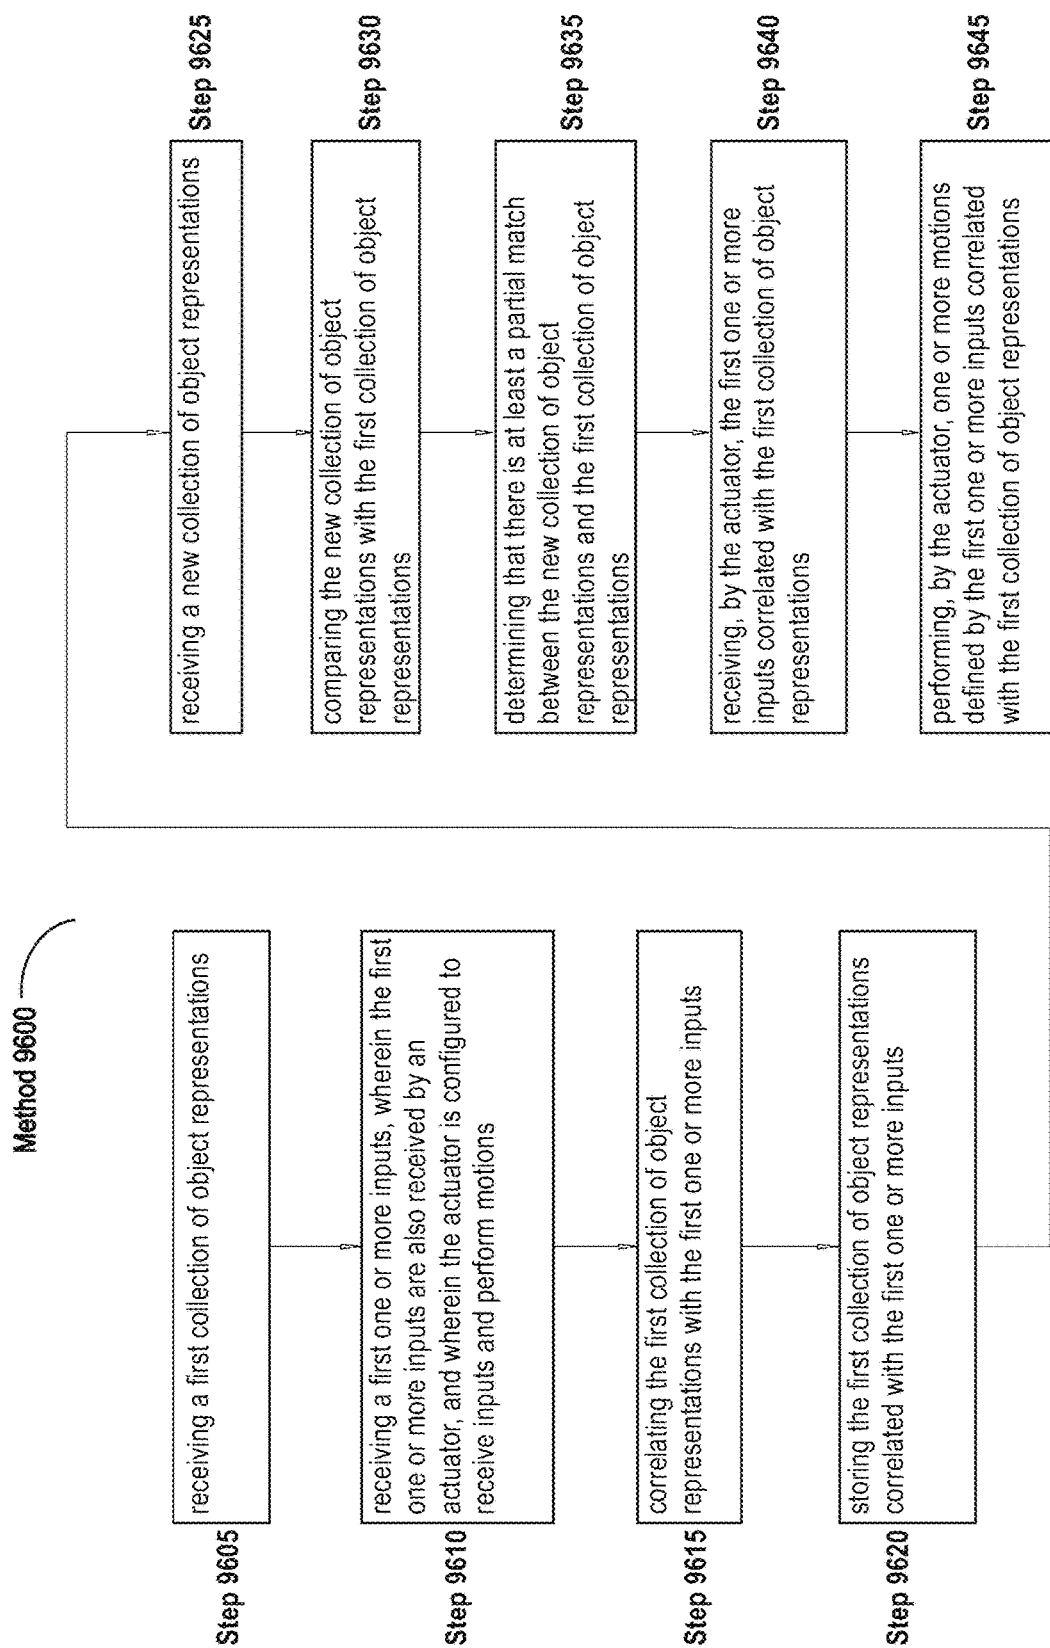 Method 9600
Step 9605
receiving a first collection of object representations
Step 9610
receiving a first one or more inputs, wherein the first
one or more inputs are also received by an
actuator, and wherein the actuator is configured to
receive inputs and perform motions
Step 9615
correlating the first collection of object
representations with the first one or more inputs
Step 9620
storing the first collection of object representations
correlated with the first one or more inputs
receiving a new collection of object representations
Step 9625
comparing the new collection of object
representations with the first collection of object
representations
Step 9630
determining that there is at least a partial match
between the new collection of object
representations and the first collection of object
representations
Step 9635
receiving, by the actuator, the first one or more
inputs correlated with the first collection of object
representations
Step 9640
performing, by the actuator, one or more motions
defined by the first one or more inputs correlated
with the first collection of object representations
Step 9645